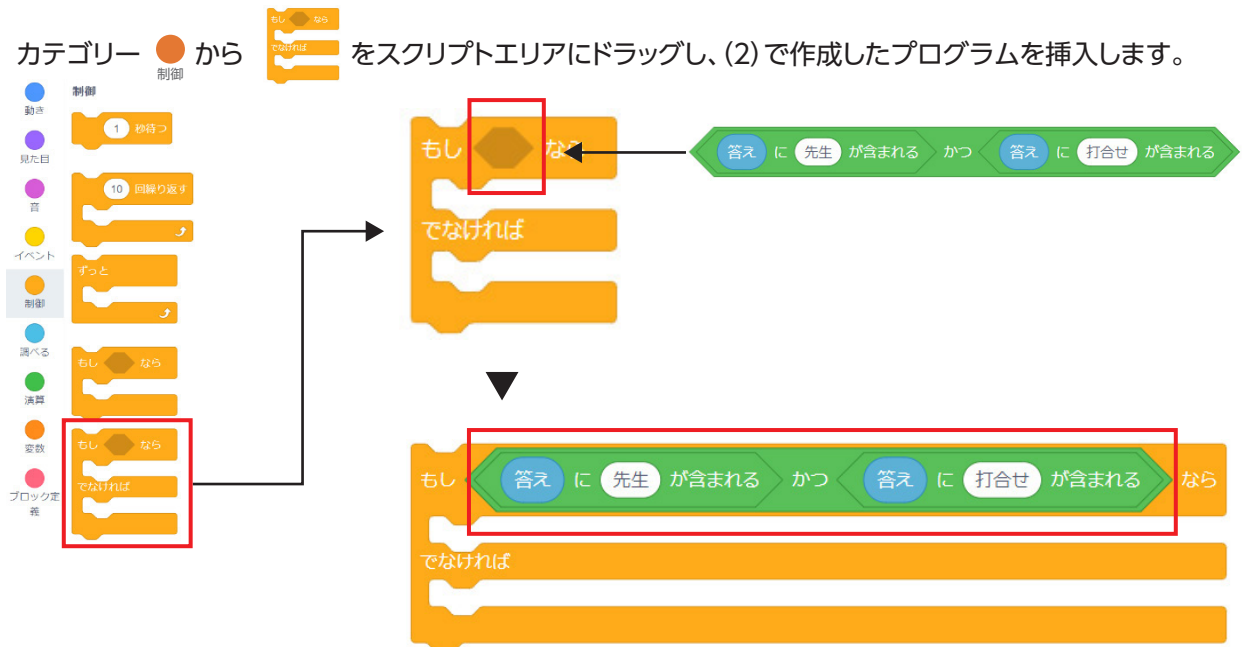 カテゴリー 制御 から もし なら でなければ をスクリプトエリアにドラッグし、(2)で作成したプログラムを挿入します。
動き
見た目
音
イベント
制御
調べる
演算
変数
ブロック定
義
制御
1 秒待つ
10 回繰り返す
ずっと
もし なら
もし なら
でなければ
もし なら
でなければ
答え に 先生 が含まれる かつ 答え に 打合せ が含まれる
もし 答え に 先生 が含まれる かつ 答え に 打合せ が含まれる なら
でなければ